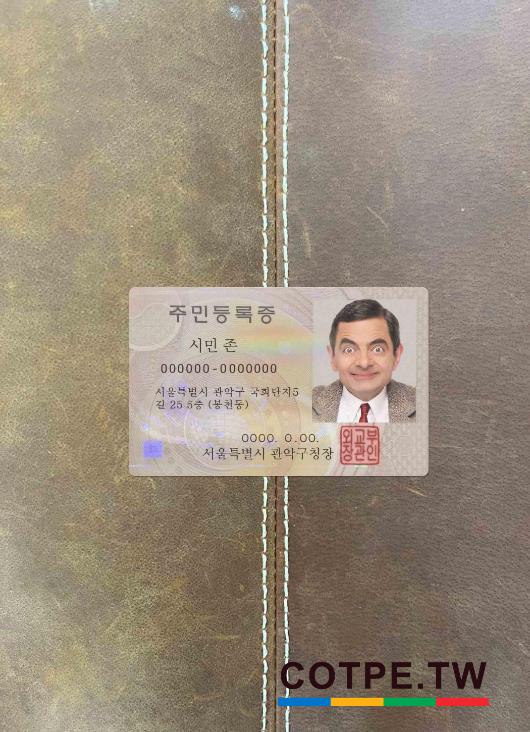 주민등록증
시민 존
000000-0000000
서울특별시 관악구 국회단지5
길 25 5층 (봉천동)
0000. 0.00.
서울특별시 관악구청장
외교부
장관인
COTPE.TW